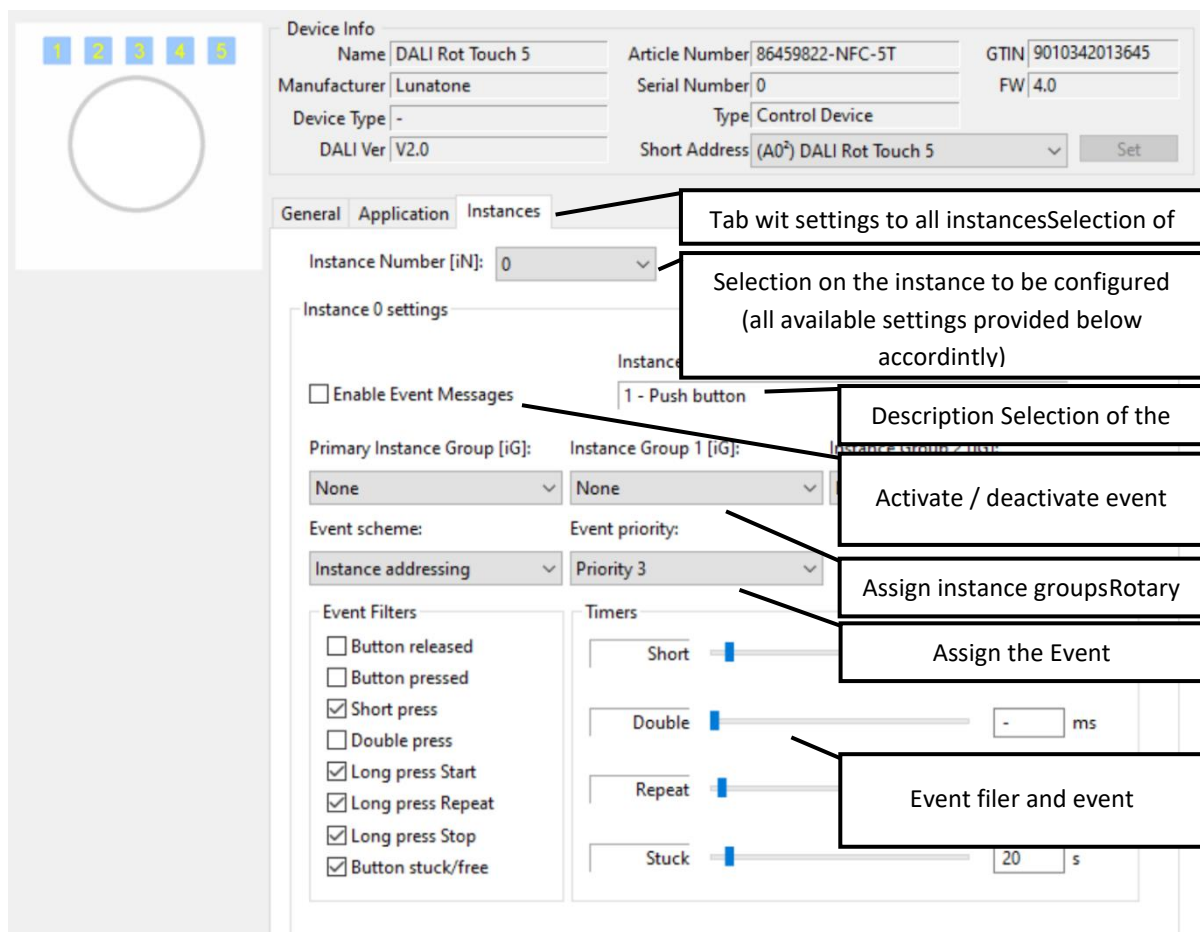 1 2 3 4 5
Device Info
Name DALI Rot Touch 5 Article Number 86459822-NFC-5T GTIN 9010342013645
Manufacturer Lunatone Serial Number 0 FW 4.0
Device Type - Type Control Device
DALI Ver V2.0 Short Address (A0²) DALI Rot Touch 5 Set
General Application Instances
Tab wit settings to all instancesSelection of
Instance Number [iN]: 0
Selection on the instance to be configured
(all available settings provided below
accordintly)
Instance 0 settings
Instance
Enable Event Messages 1 - Push button
Description Selection of the
Primary Instance Group [iG]: Instance Group 1 [iG]: Instance Group 2 [iG]:
None None
Activate / deactivate event
Event scheme: Event priority:
Instance addressing Priority 3
Assign instance groupsRotary
Event Filters Timers
Assign the Event
Button released Short
Button pressed
Short press
Double press Double - ms
Long press Start
Long press Repeat Repeat
Event filer and event
Long press Stop
Button stuck/free Stuck 20 s